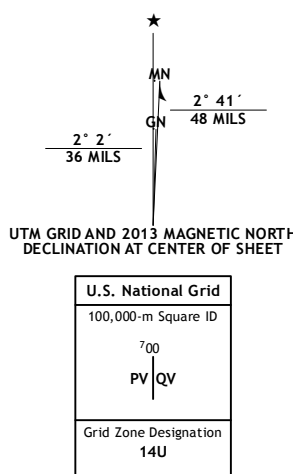 ★
MN
2° 41´
48 MILS
GN
2° 2´
36 MILS
UTM GRID AND 2013 MAGNETIC NORTH
DECLINATION AT CENTER OF SHEET
U.S. National Grid
100,000-m Square ID
⁷00
PV QV
Grid Zone Designation
14U